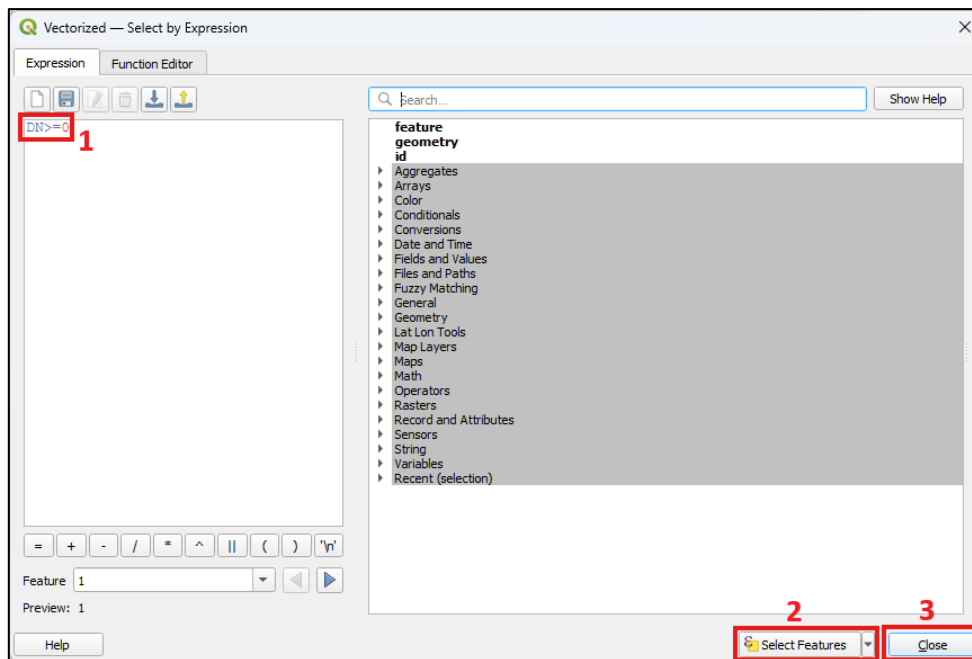 Vectorized — Select by Expression
Expression
Function Editor
Search...
Show Help
DN>=0
1
feature
geometry
id
Aggregates
Arrays
Color
Conditionals
Conversions
Date and Time
Fields and Values
Files and Paths
Fuzzy Matching
General
Geometry
Lat Lon Tools
Map Layers
Maps
Math
Operators
Rasters
Record and Attributes
Sensors
String
Variables
Recent (selection)
= + - / * ^ || ( ) '\n'
Feature 1
Preview: 1
2 3
Help Select Features Close